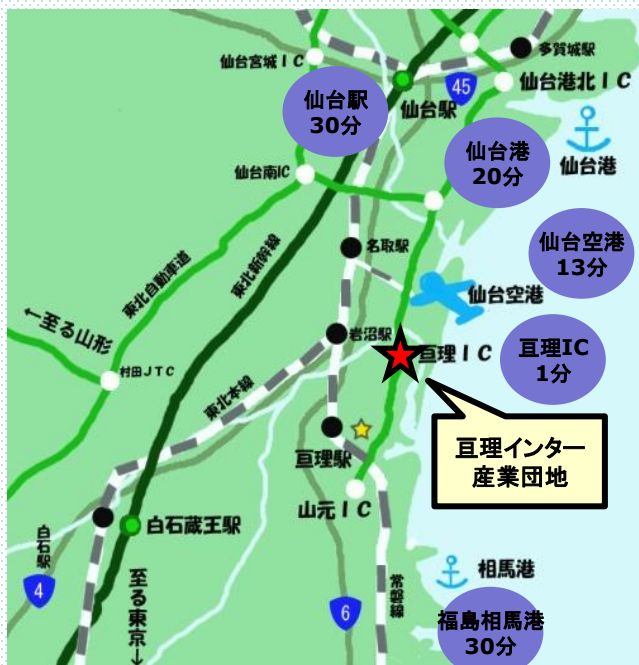 多賀城駅
仙台宮城IC
45
仙台港北IC
仙台駅
30分
仙台駅
仙台港
20分
仙台港
仙台南IC
名取駅
仙台空港
13分
東北新幹線
東北自動車道
仙台空港
←至る山形
岩沼駅
亘理IC
亘理IC
1分
村田JTC
東北本線
亘理インター
産業団地
亘理駅
山元IC
白石蔵王駅
白石駅
4
至る東京→
6
常磐線
相馬港
福島相馬港
30分